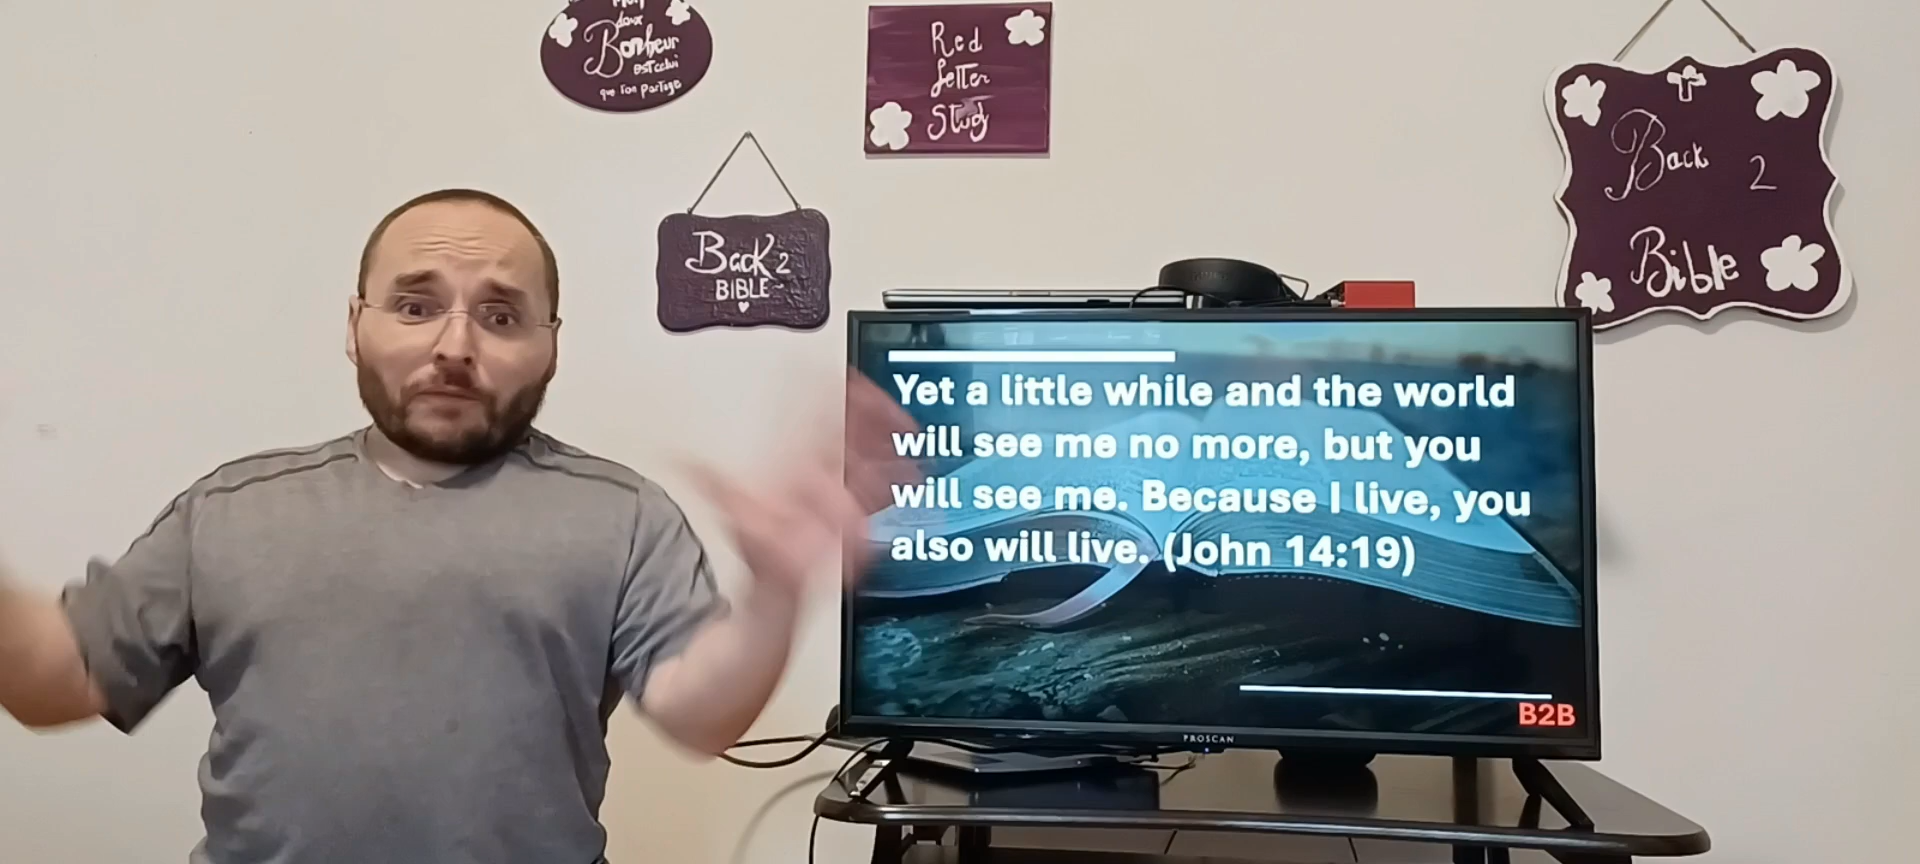 Mon
doux
Bonheur
est celui
que l'on partage
Red
Letter
Study
Back 2
BIBLE
Back 2
Bible
Yet a little while and the world
will see me no more, but you
will see me. Because I live, you
also will live. (John 14:19)
B2B
PROSCAN